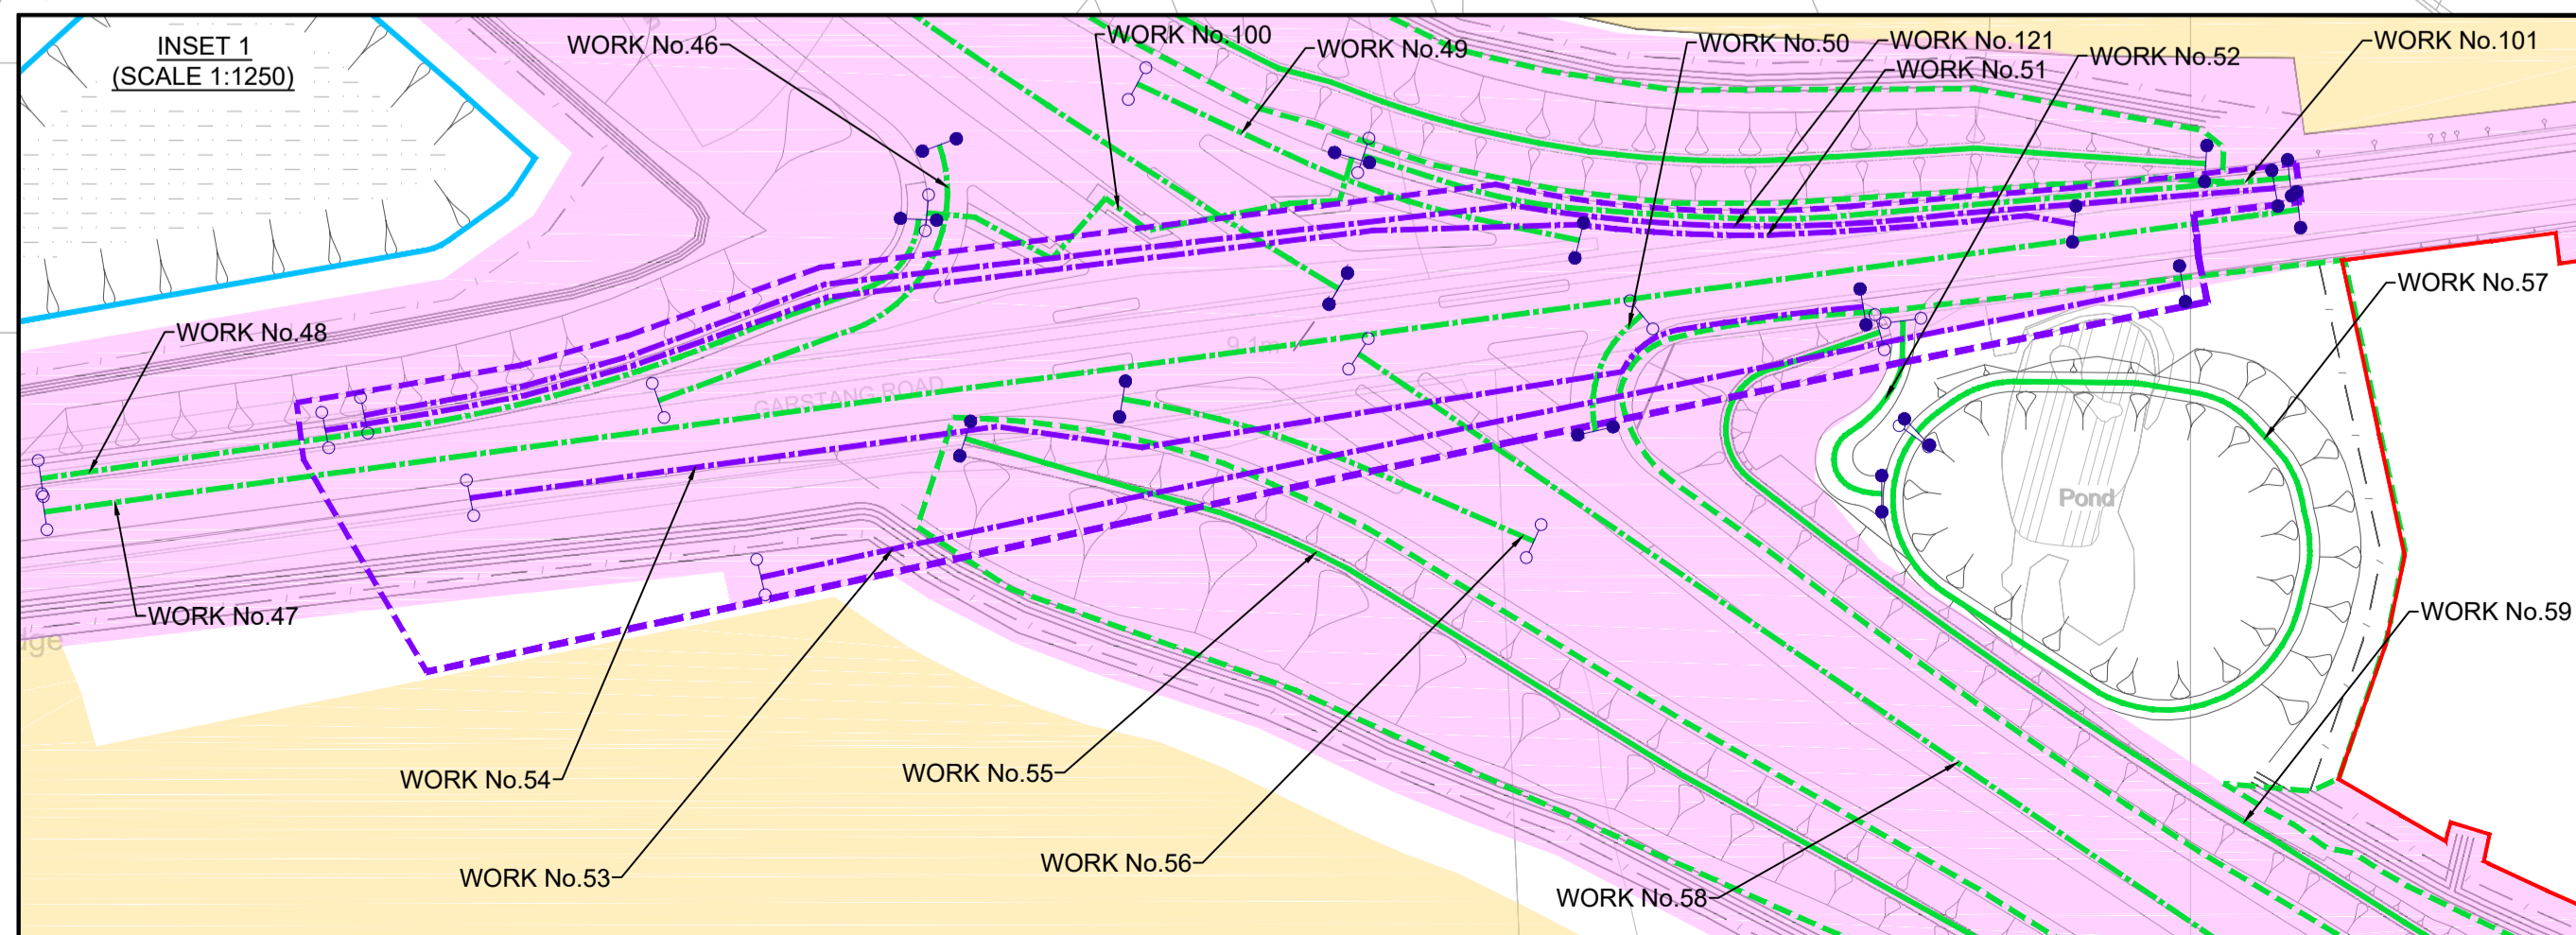 INSET 1
(SCALE 1:1250)
WORK No.46
WORK No.100
WORK No.49
WORK No.50
WORK No.121
WORK No.51
WORK No.52
WORK No.101
WORK No.48
WORK No.57
9.1m
GARSTANG ROAD
Pond
WORK No.47
WORK No.59
WORK No.54
WORK No.55
WORK No.53
WORK No.56
WORK No.58